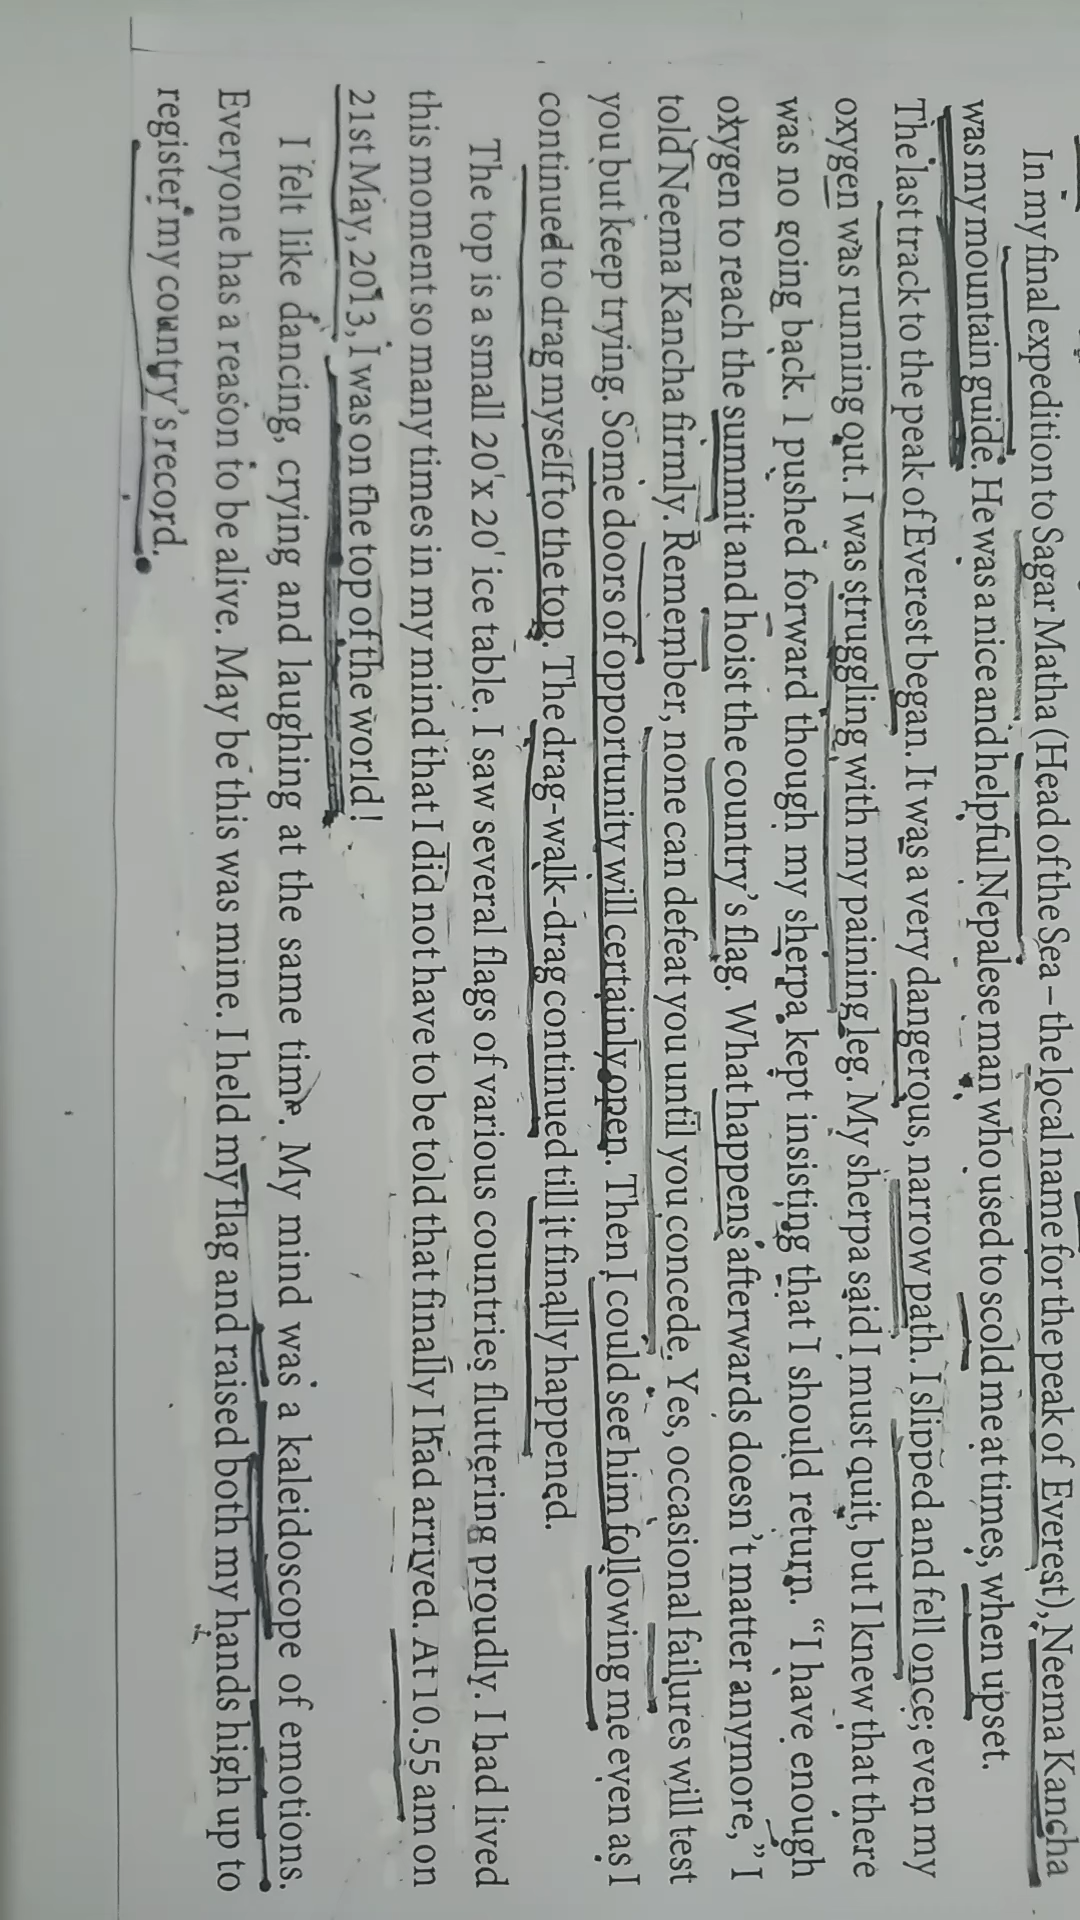 In my final expedition to Sagar Matha (Head of the Sea – the local name for the peak of Everest), Neema Kancha
was my mountain guide. He was a nice and helpful Nepalese man who used to scold me at times, when upset.
The last track to the peak of Everest began. It was a very dangerous, narrow path. I slipped and fell once; even my
oxygen was running out. I was struggling with my paining leg. My sherpa said I must quit, but I knew that there
was no going back. I pushed forward though my sherpa kept insisting that I should return. “I have enough
oxygen to reach the summit and hoist the country’s flag. What happens afterwards doesn’t matter anymore,” I
told Neema Kancha firmly. Remember, none can defeat you until you concede. Yes, occasional failures will test
you but keep trying. Some doors of opportunity will certainly open. Then I could see him following me even as I
continued to drag myself to the top. The drag-walk-drag continued till it finally happened.
The top is a small 20'x 20' ice table. I saw several flags of various countries fluttering proudly. I had lived
this moment so many times in my mind that I did not have to be told that finally I had arrived. At 10.55 am on
21st May, 2013, I was on the top of the world!
I felt like dancing, crying and laughing at the same time. My mind was a kaleidoscope of emotions.
Everyone has a reason to be alive. May be this was mine. I held my flag and raised both my hands high up to
register my country’s record.